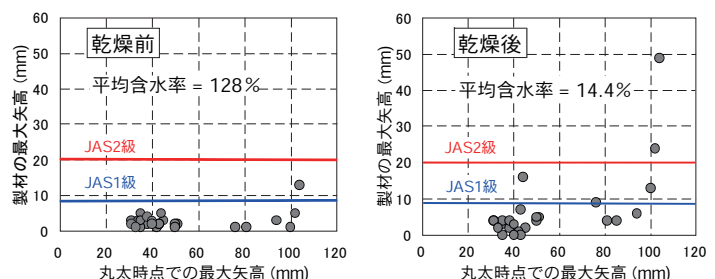 乾燥前
平均含水率 = 128%
JAS2級
JAS1級
製材の最大矢高 (mm)
60
50
40
30
20
10
0
0 20 40 60 80 100 120
丸太時点での最大矢高 (mm)
乾燥後
平均含水率 = 14.4%
JAS2級
JAS1級
製材の最大矢高 (mm)
60
50
40
30
20
10
0
0 20 40 60 80 100 120
丸太時点での最大矢高 (mm)